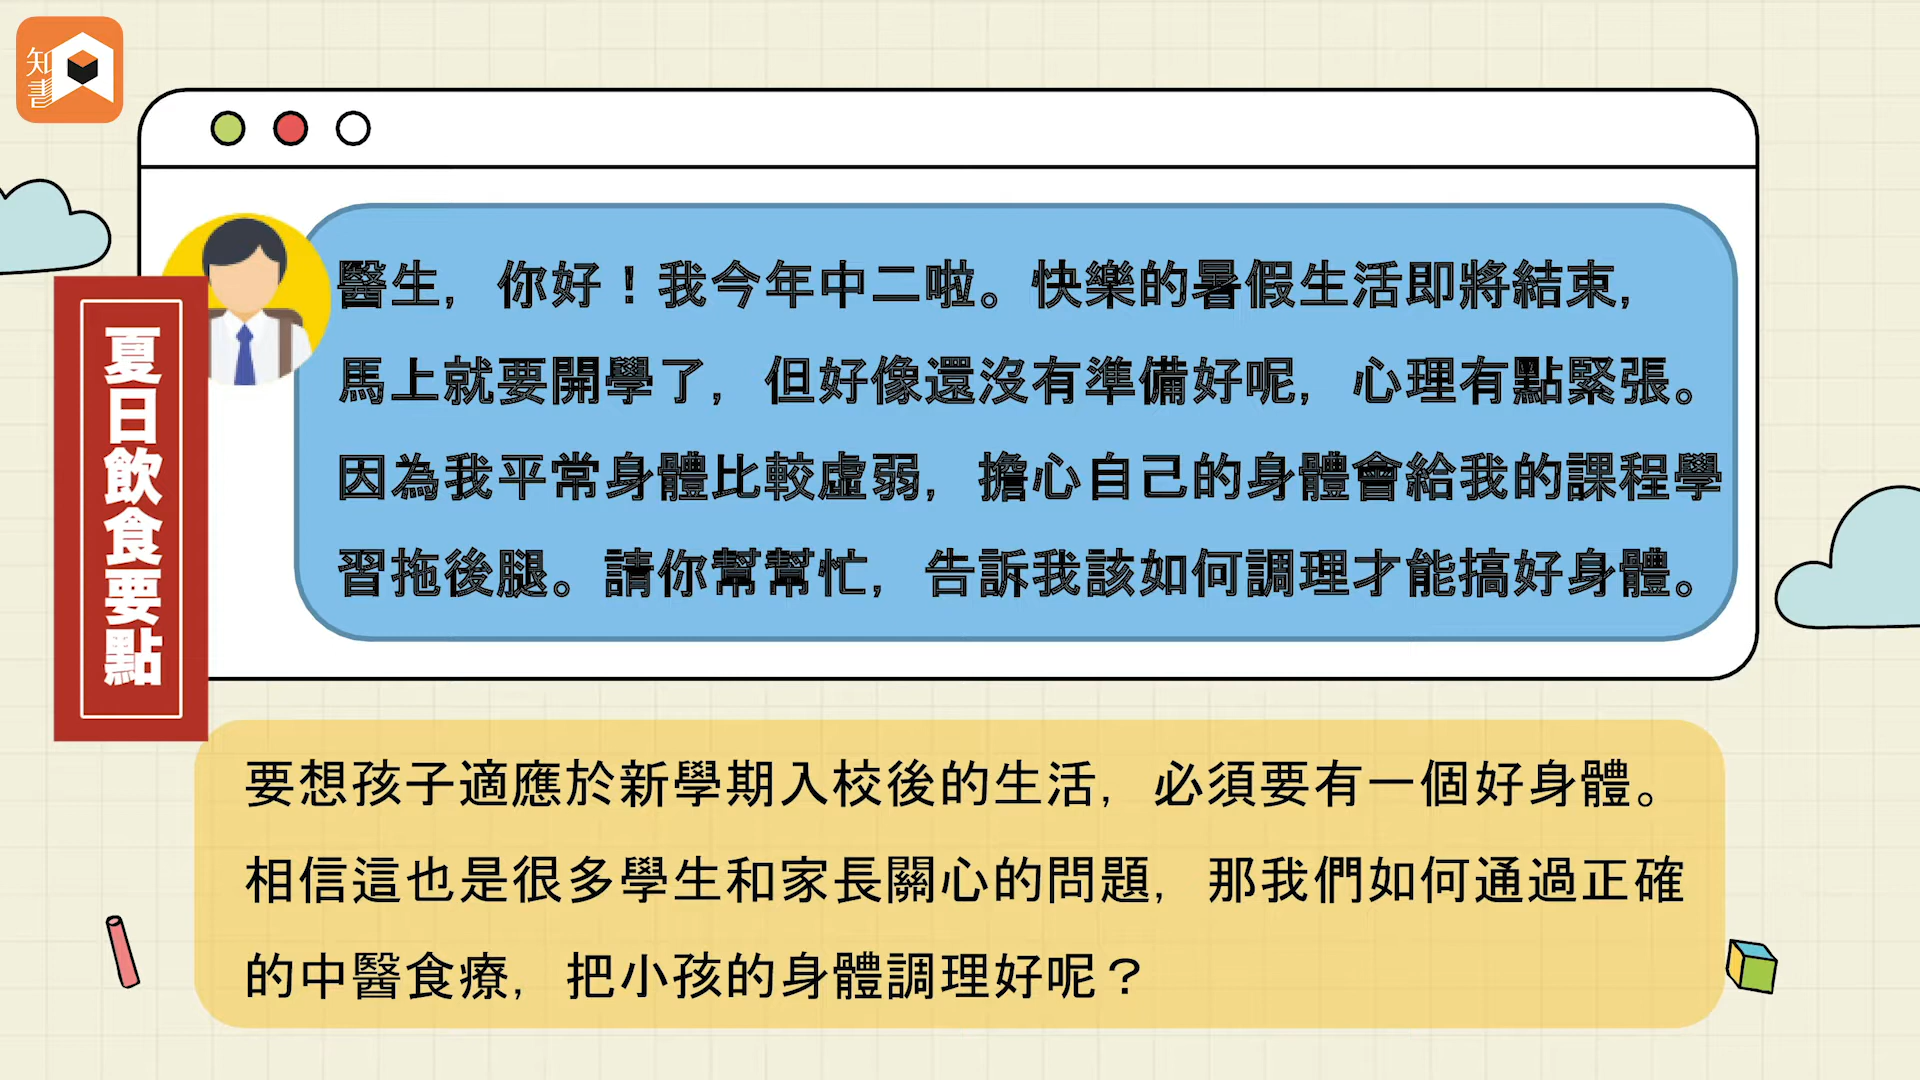 知書
醫生，你好！我今年中二啦。快樂的暑假生活即將結束，
馬上就要開學了，但好像還沒有準備好呢，心理有點緊張。
因為我平常身體比較虛弱，擔心自己的身體會給我的課程學
習拖後腿。請你幫幫忙，告訴我該如何調理才能搞好身體。
夏日飲食要點
要想孩子適應於新學期入校後的生活，必須要有一個好身體。
相信這也是很多學生和家長關心的問題，那我們如何通過正確
的中醫食療，把小孩的身體調理好呢？